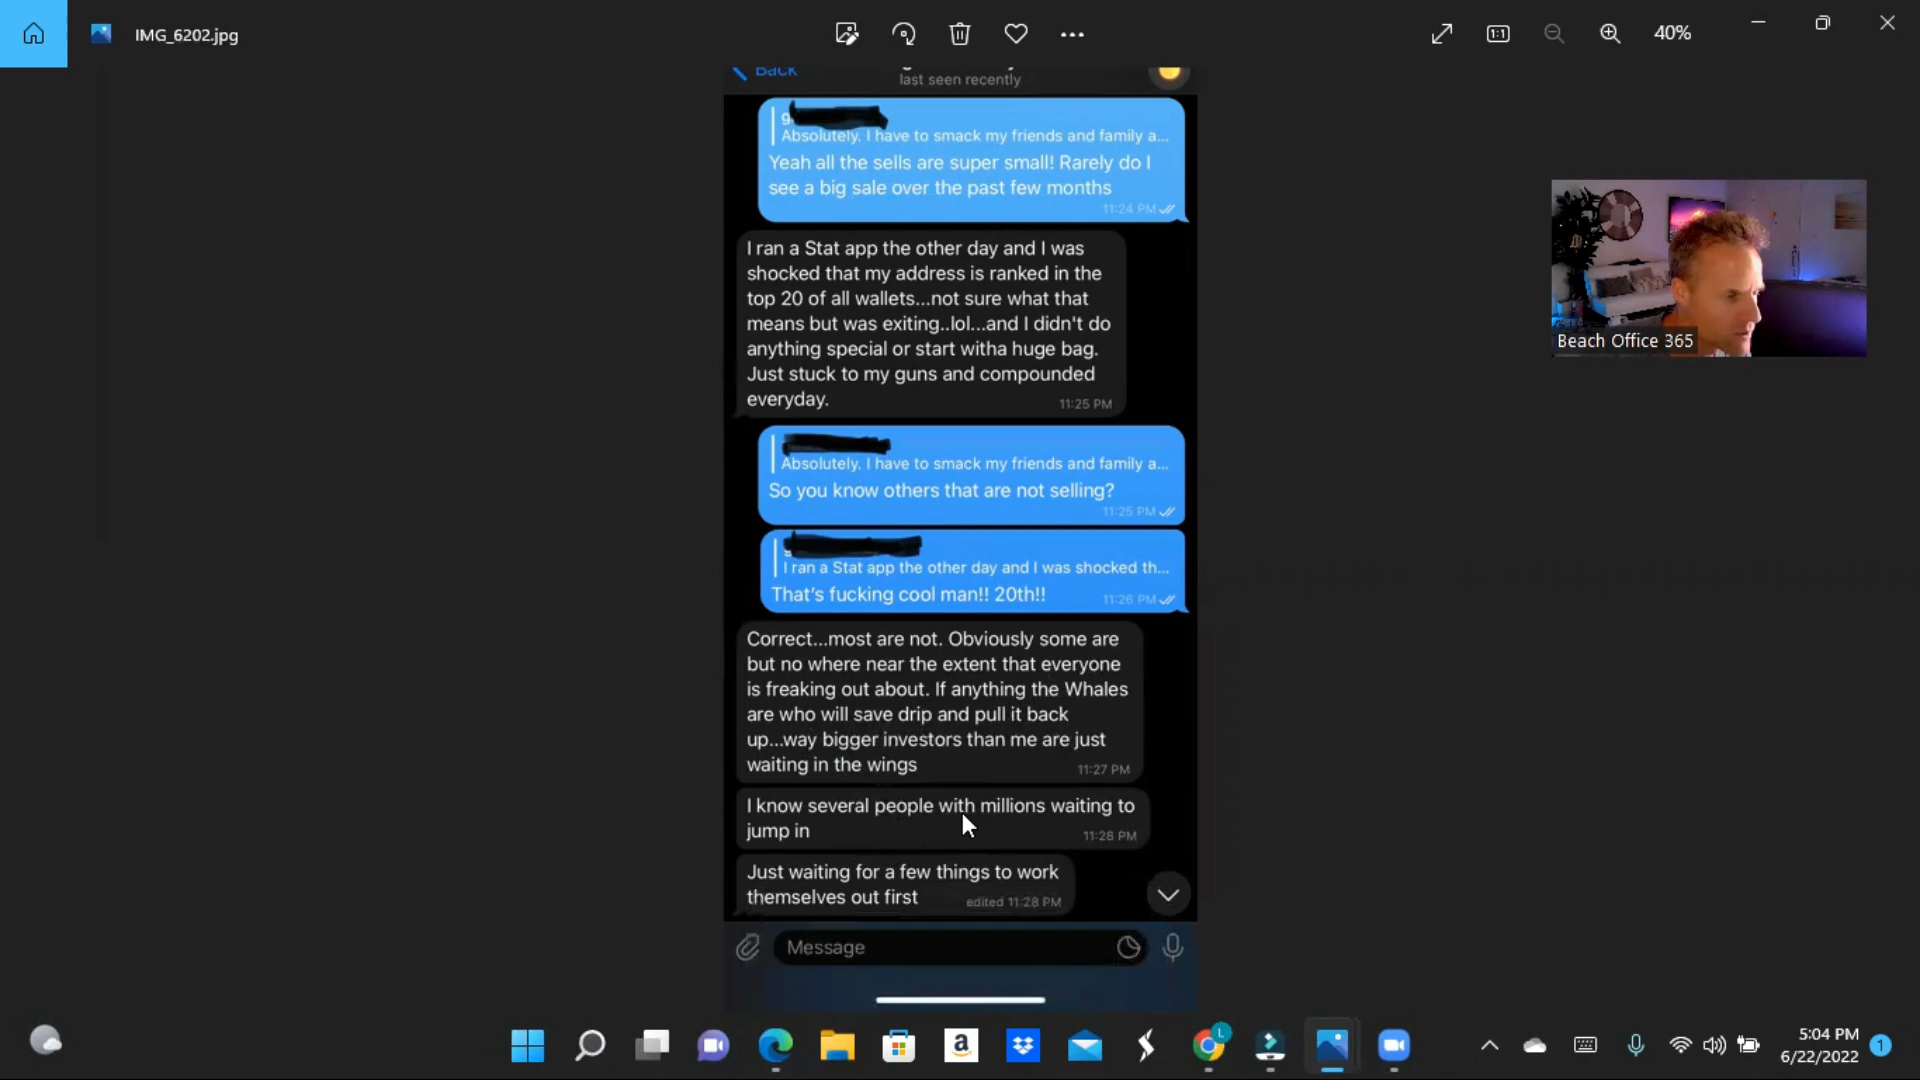 IMG_6202.jpg
40%
Back
last seen recently
Absolutely. I have to smack my friends and family a...
Yeah all the sells are super small! Rarely do I
see a big sale over the past few months
11:24 PM
I ran a Stat app the other day and I was
shocked that my address is ranked in the
top 20 of all wallets...not sure what that
means but was exiting..lol...and I didn't do
anything special or start witha huge bag.
Just stuck to my guns and compounded
everyday.
11:25 PM
Absolutely. I have to smack my friends and family a...
So you know others that are not selling?
11:25 PM
I ran a Stat app the other day and I was shocked th...
That's fucking cool man!! 20th!!
11:26 PM
Correct...most are not. Obviously some are
but no where near the extent that everyone
is freaking out about. If anything the Whales
are who will save drip and pull it back
up...way bigger investors than me are just
waiting in the wings
11:27 PM
I know several people with millions waiting to
jump in
11:28 PM
Just waiting for a few things to work
themselves out first
edited 11:28 PM
Message
Beach Office 365
5:04 PM
6/22/2022
1